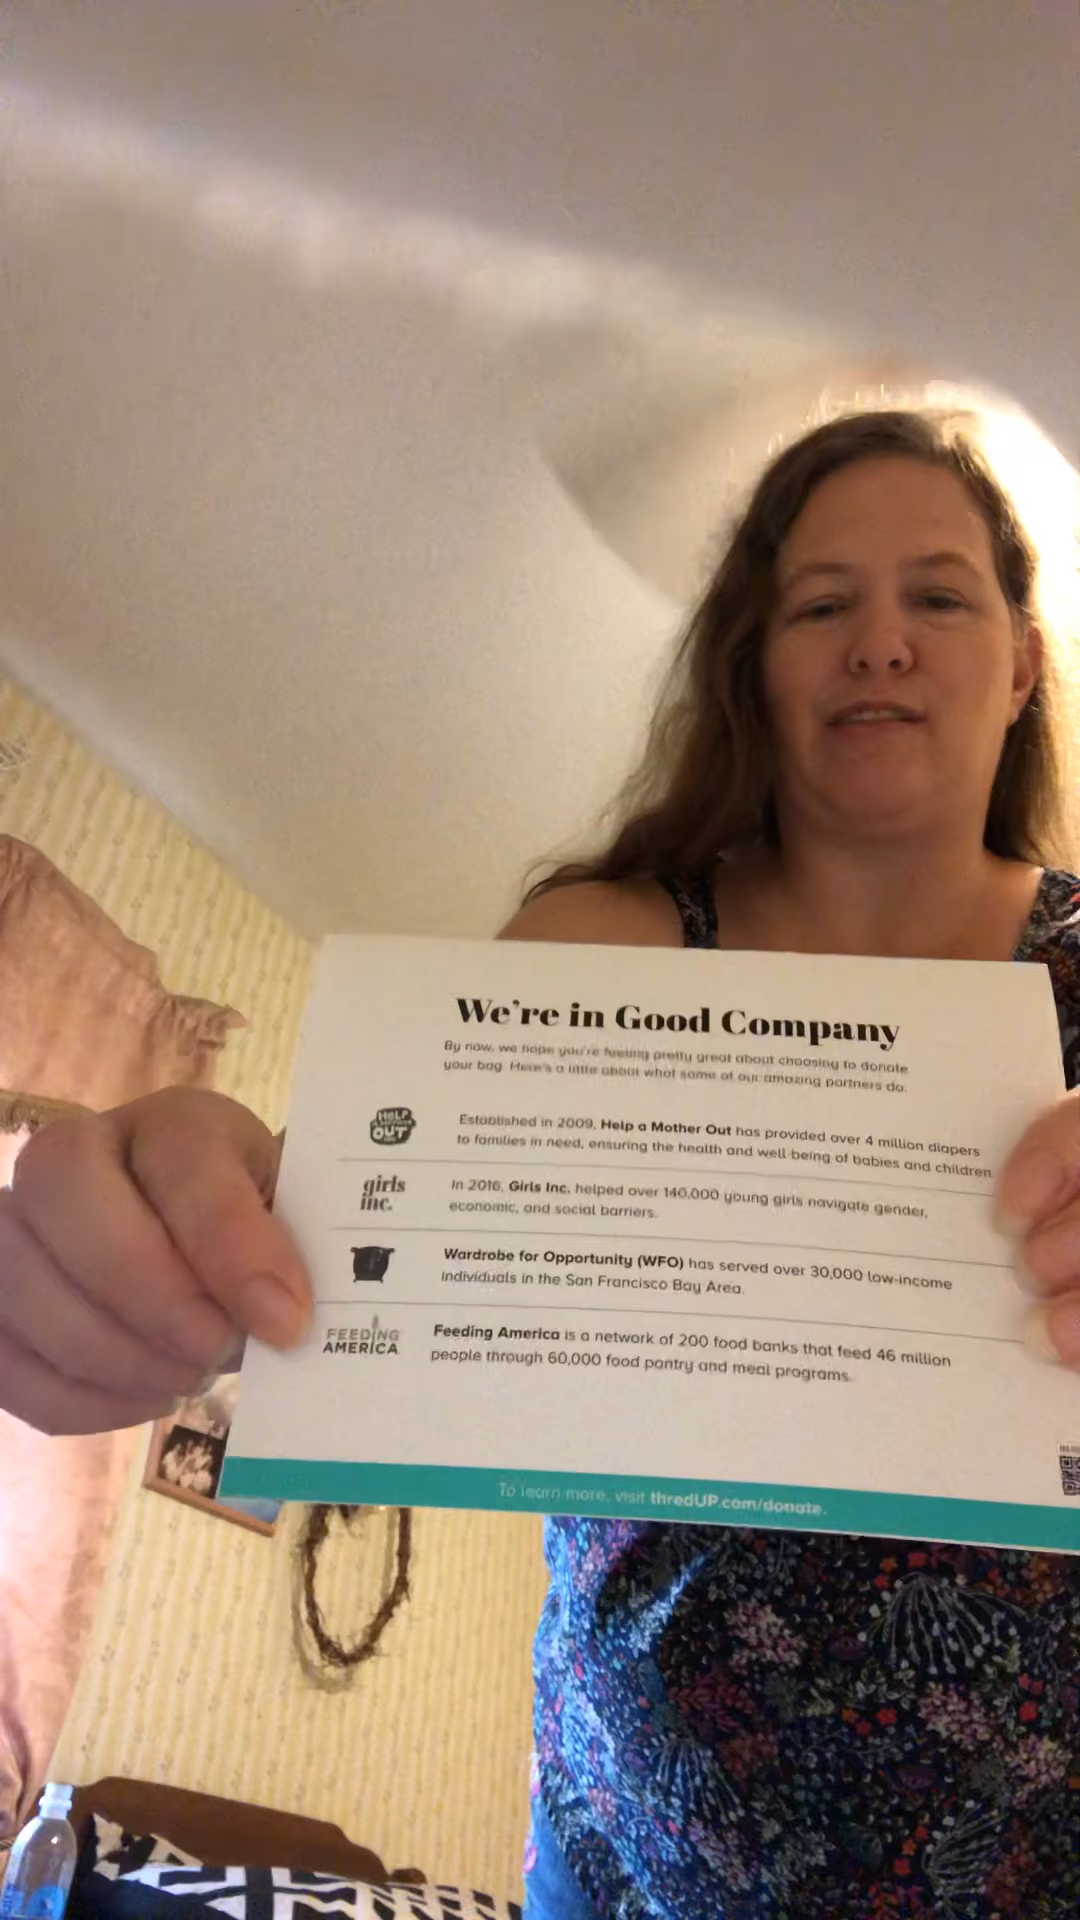 We're in Good Company
By now, we hope you're feeling pretty great about choosing to donate
your bag. Here's a little about what some of our amazing partners do.
HELP
OUT
Established in 2009, Help a Mother Out has provided over 4 million diapers
to families in need, ensuring the health and well-being of babies and children.
girls
inc.
In 2016, Girls Inc. helped over 140,000 young girls navigate gender,
economic, and social barriers.
Wardrobe for Opportunity (WFO) has served over 30,000 low-income
individuals in the San Francisco Bay Area.
FEEDING
AMERICA
Feeding America is a network of 200 food banks that feed 46 million
people through 60,000 food pantry and meal programs.
To learn more, visit thredUP.com/donate.